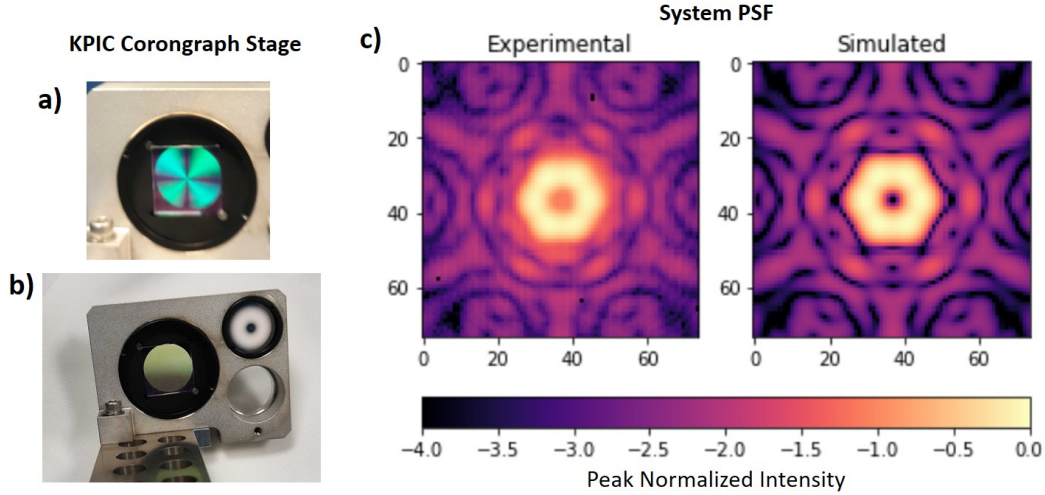 System PSF
KPIC Corongraph Stage
c)
Experimental
Simulated
a)
b)
0
20
40
60
0
20
40
60
0
20
40
60
0
20
40
60
−4.0 −3.5 −3.0 −2.5 −2.0 −1.5 −1.0 −0.5 0.0
Peak Normalized Intensity